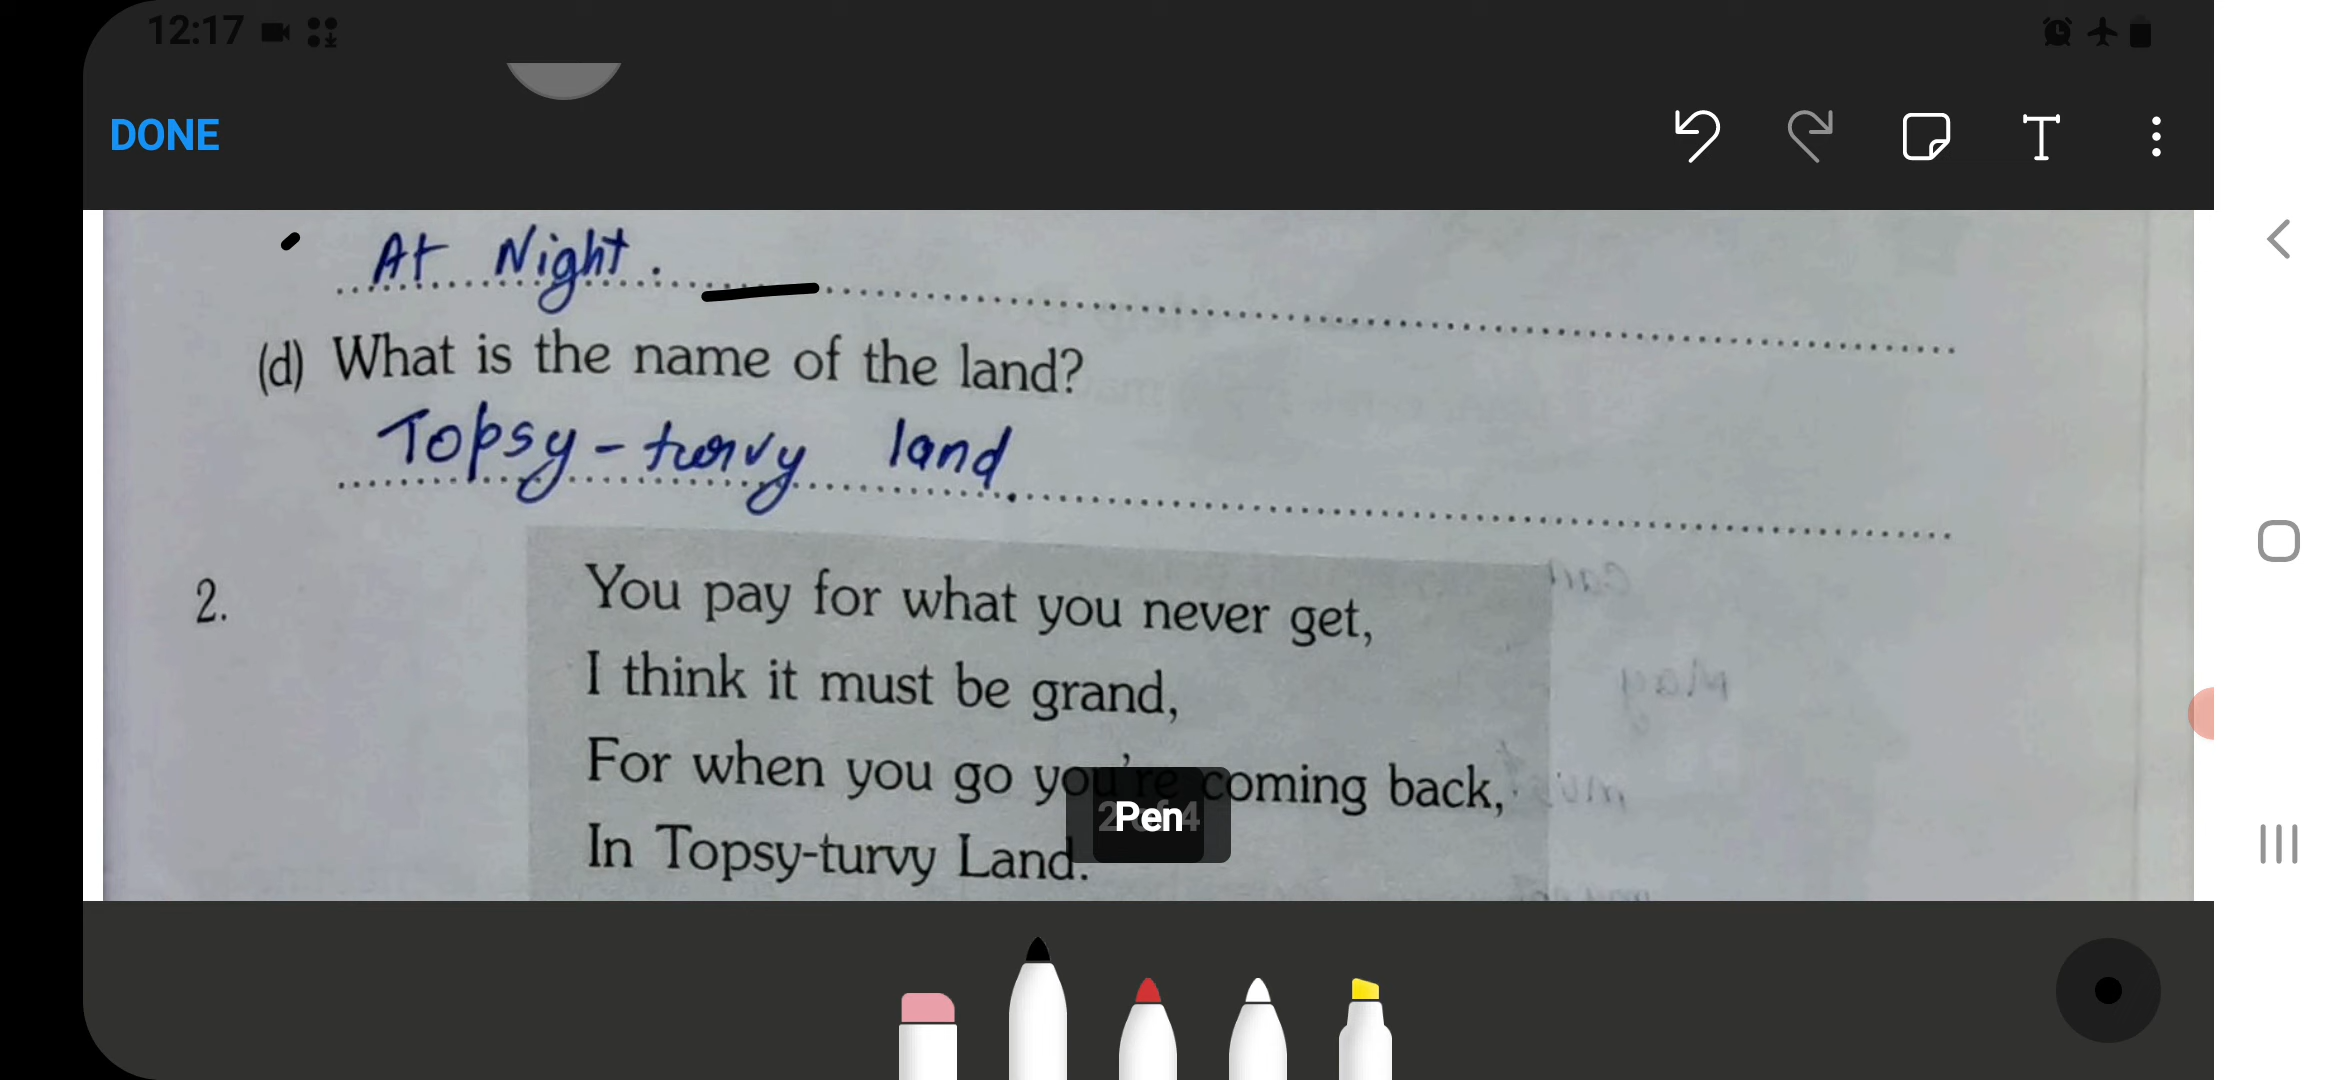 12:17
DONE
At Night.
(d) What is the name of the land?
Topsy-turvy land.
2.
You pay for what you never get,
I think it must be grand,
For when you go you're coming back,
In Topsy-turvy Land.
Pen